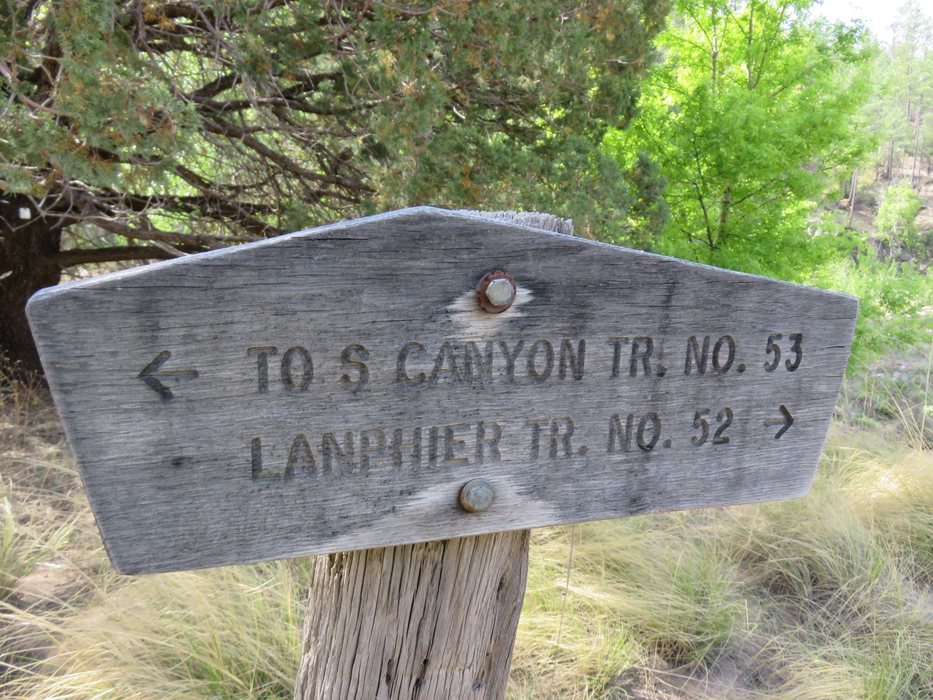 ← TO S CANYON TR. NO. 53
LANPHIER TR. NO. 52 →